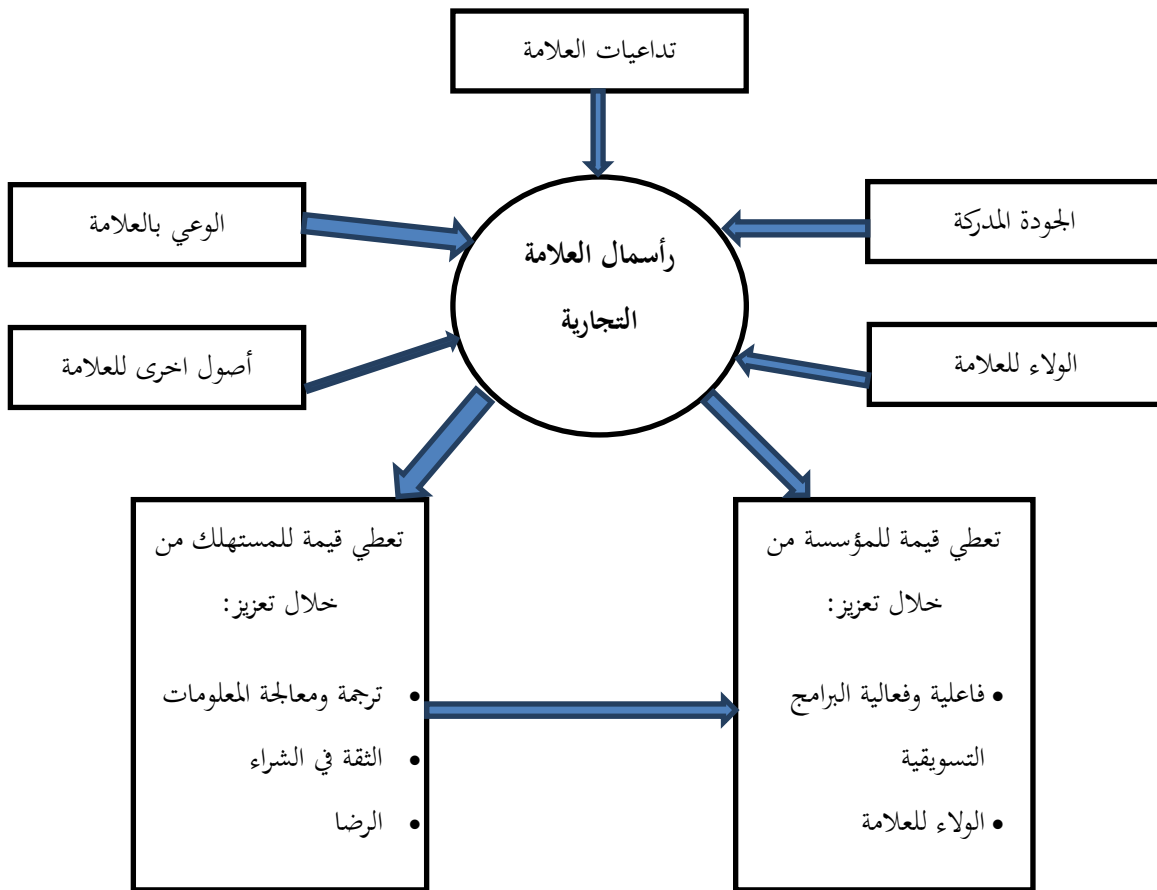 تداعيات العلامة
الجودة المدركة
الوعي بالعلامة
رأسمال العلامة
التجارية
الولاء للعلامة
أصول اخرى للعلامة
تعطي قيمة للمؤسسة من
خلال تعزيز:
• فاعلية وفعالية البرامج
التسويقية
• الولاء للعلامة
تعطي قيمة للمستهلك من
خلال تعزيز:
• ترجمة ومعالجة المعلومات
• الثقة في الشراء
• الرضا